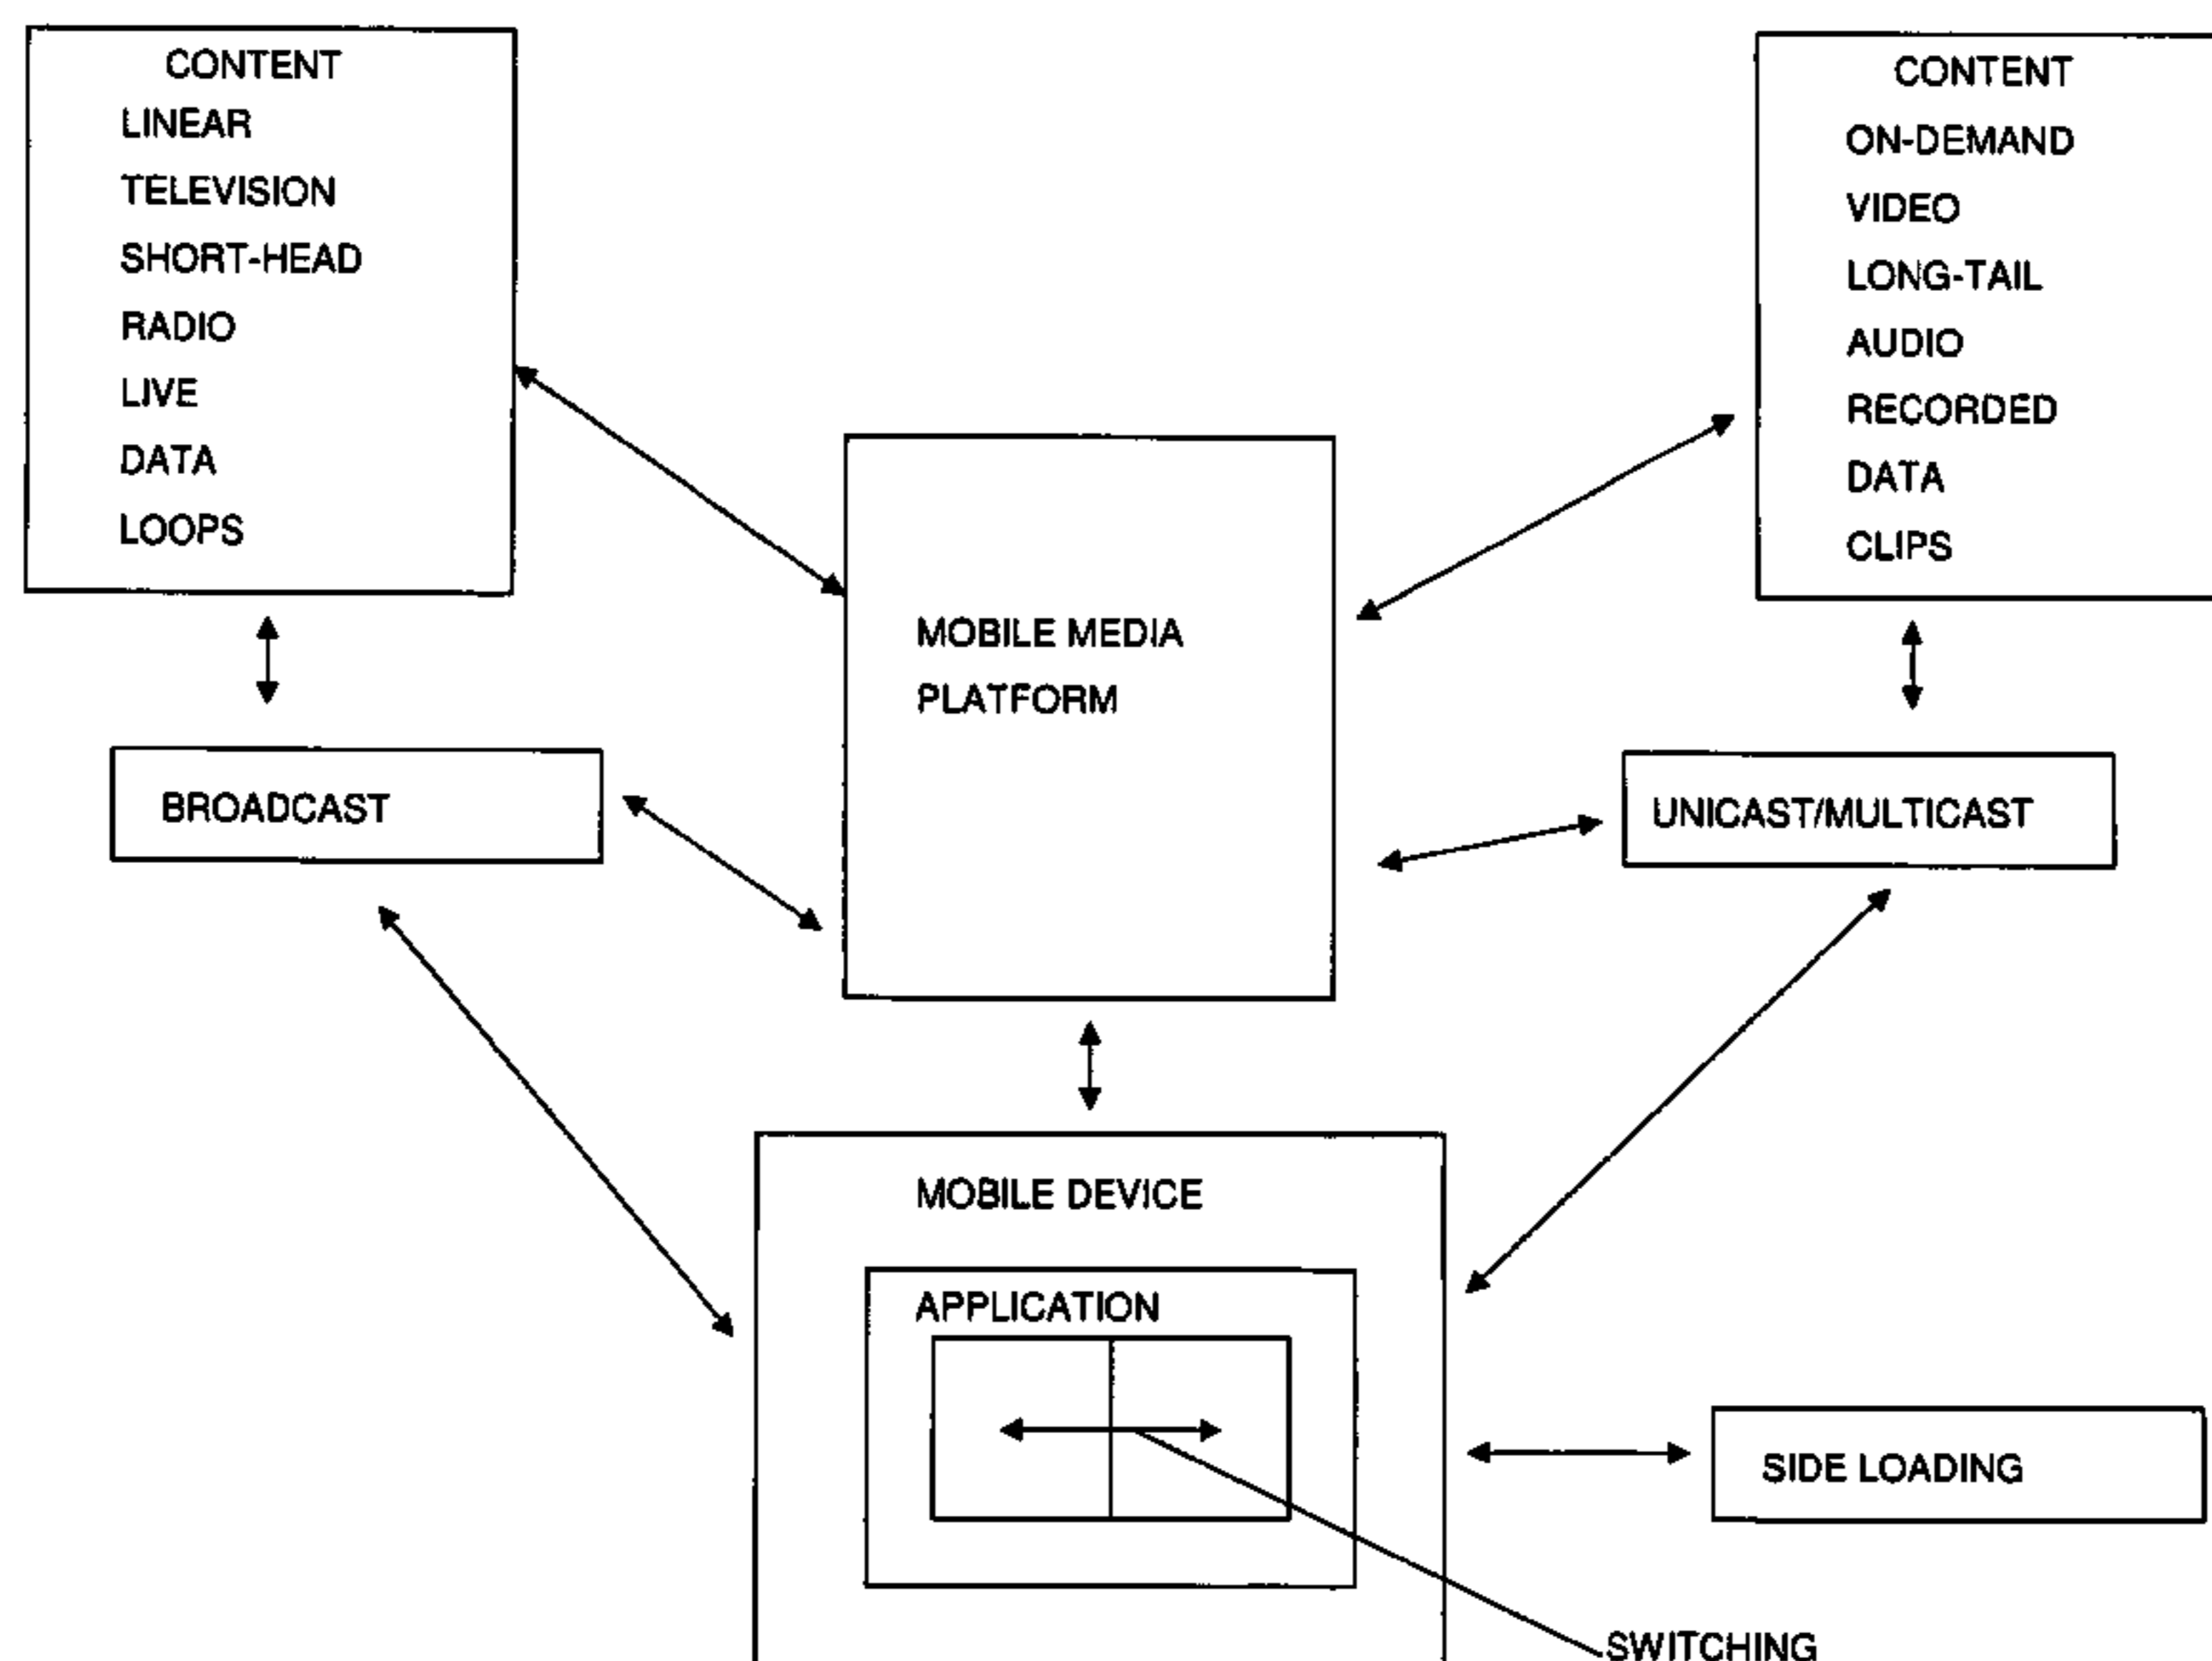 CONTENT
LINEAR
TELEVISION
SHORT-HEAD
RADIO
LIVE
DATA
LOOPS
CONTENT
ON-DEMAND
VIDEO
LONG-TAIL
AUDIO
RECORDED
DATA
CLIPS
MOBILE MEDIA
PLATFORM
BROADCAST
UNICAST/MULTICAST
MOBILE DEVICE
APPLICATION
SIDE LOADING
SWITCHING